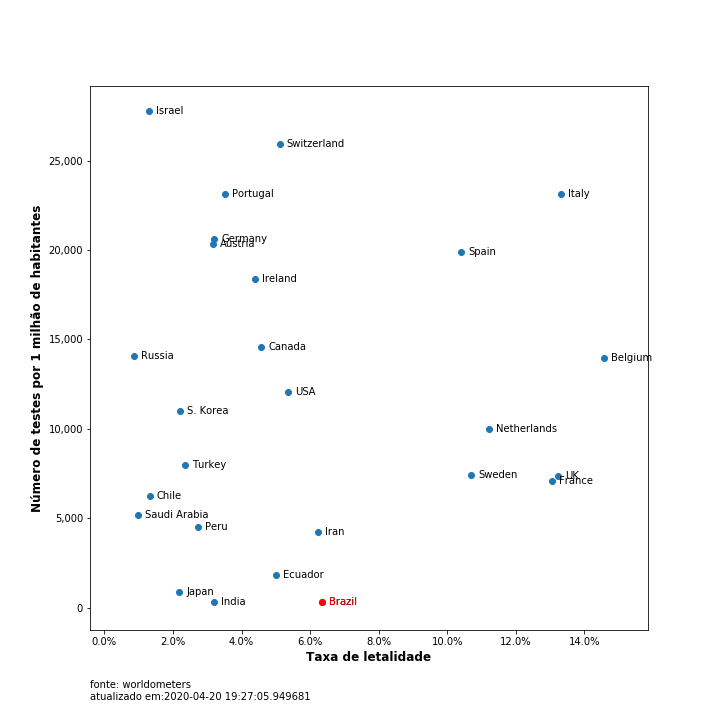 Israel
Switzerland
Portugal
Italy
Germany
Austria
Spain
Ireland
Canada
Russia
Belgium
USA
S. Korea
Netherlands
Turkey
Sweden
UK
France
Chile
Saudi Arabia
Peru
Iran
Ecuador
Japan
India
Brazil
25,000
20,000
15,000
10,000
5,000
0
Número de testes por 1 milhão de habitantes
0.0% 2.0% 4.0% 6.0% 8.0% 10.0% 12.0% 14.0%
Taxa de letalidade
fonte: worldometers
atualizado em:2020-04-20 19:27:05.949681